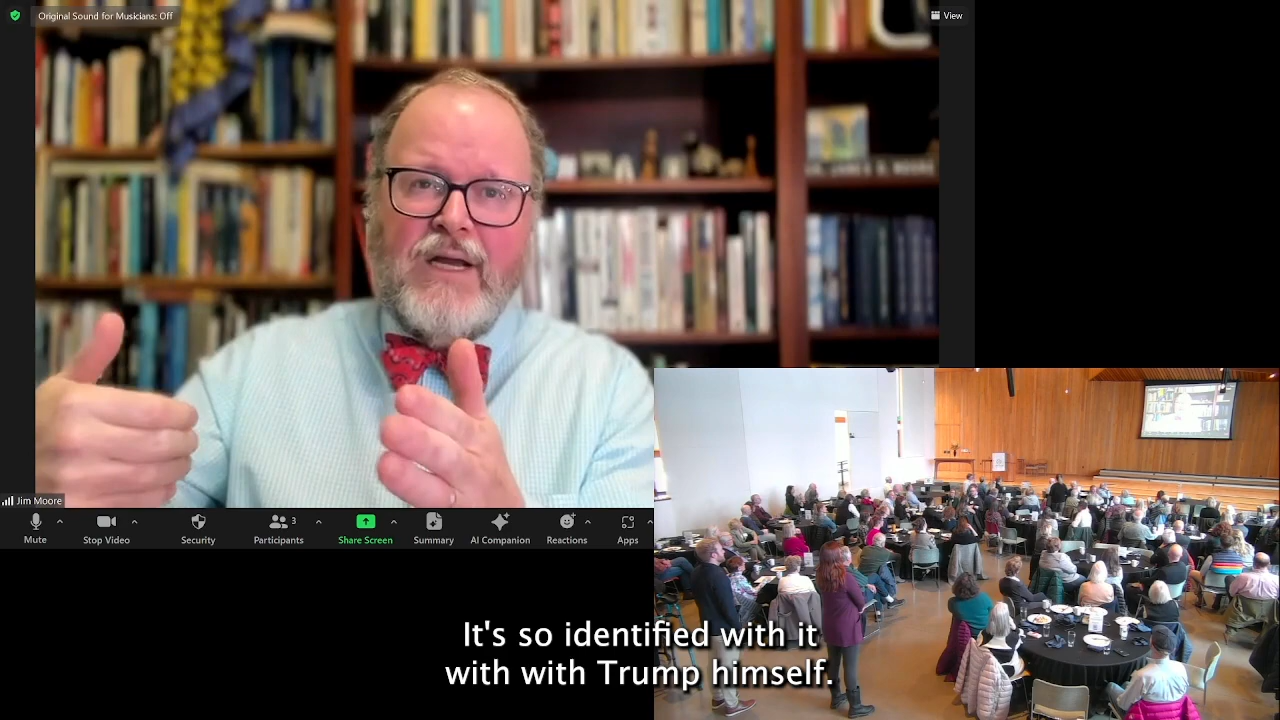 Original Sound for Musicians: Off
View
Jim Moore
Mute
Stop Video
Security
Participants
3
Share Screen
Summary
AI Companion
Reactions
Apps
It's so identified with it
with with Trump himself.